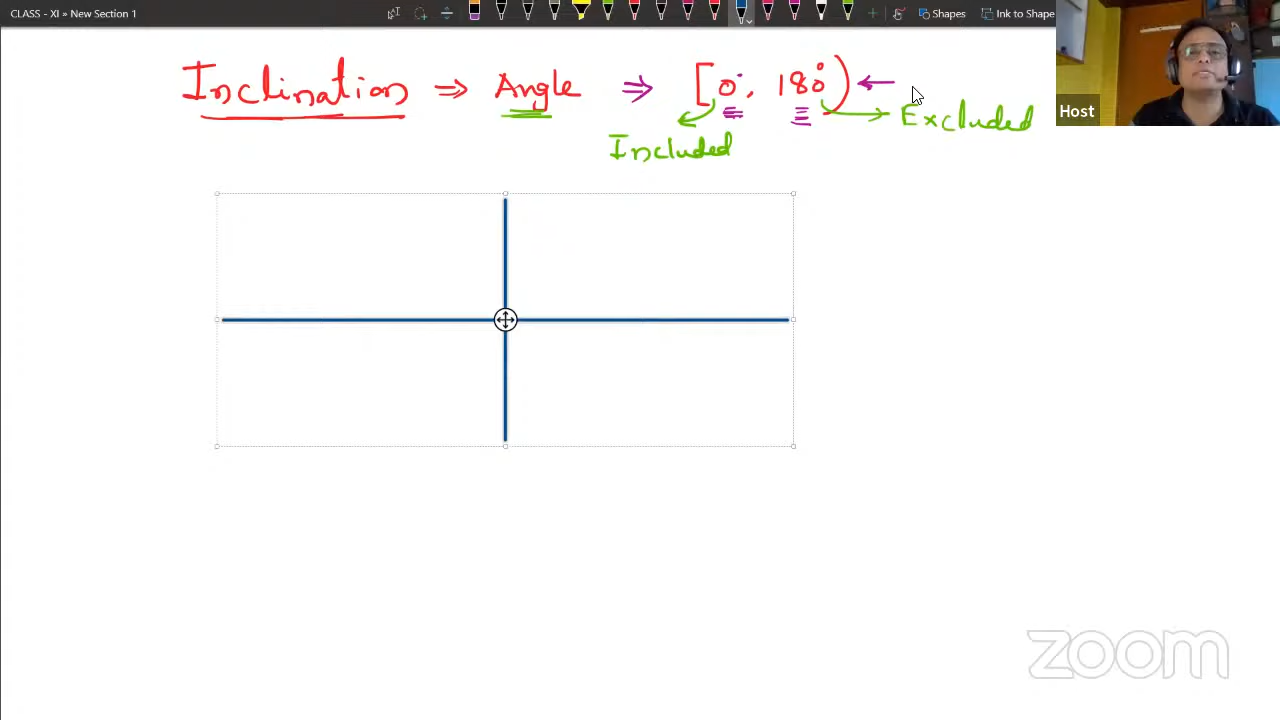 CLASS - XI » New Section 1
Shapes
Ink to Shape
Host
Inclination ⇒ Angle ⇒ [0°, 180°) ←
Included
Excluded
zoom